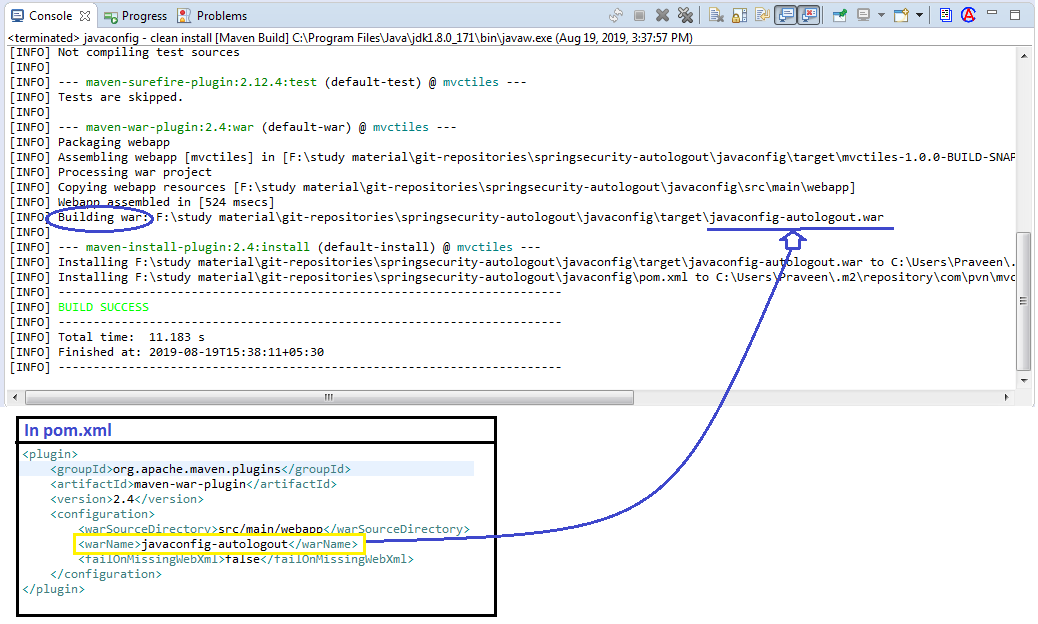 Console Progress Problems
<terminated> javaconfig - clean install [Maven Build] C:\Program Files\Java\jdk1.8.0_171\bin\javaw.exe (Aug 19, 2019, 3:37:57 PM)
[INFO] Not compiling test sources
[INFO]
[INFO] --- maven-surefire-plugin:2.12.4:test (default-test) @ mvctiles ---
[INFO] Tests are skipped.
[INFO]
[INFO] --- maven-war-plugin:2.4:war (default-war) @ mvctiles ---
[INFO] Packaging webapp
[INFO] Assembling webapp [mvctiles] in [F:\study material\git-repositories\springsecurity-autologout\javaconfig\target\mvctiles-1.0.0-BUILD-SNAP
[INFO] Processing war project
[INFO] Copying webapp resources [F:\study material\git-repositories\springsecurity-autologout\javaconfig\src\main\webapp]
[INFO] Webapp assembled in [524 msecs]
[INFO] Building war: F:\study material\git-repositories\springsecurity-autologout\javaconfig\target\javaconfig-autologout.war
[INFO]
[INFO] --- maven-install-plugin:2.4:install (default-install) @ mvctiles ---
[INFO] Installing F:\study material\git-repositories\springsecurity-autologout\javaconfig\target\javaconfig-autologout.war to C:\Users\Praveen\.
[INFO] Installing F:\study material\git-repositories\springsecurity-autologout\javaconfig\pom.xml to C:\Users\Praveen\.m2\repository\com\pvn\mvc
[INFO] ------------------------------------------------------------------------
[INFO] BUILD SUCCESS
[INFO] ------------------------------------------------------------------------
[INFO] Total time:  11.183 s
[INFO] Finished at: 2019-08-19T15:38:11+05:30
[INFO] ------------------------------------------------------------------------
In pom.xml
<plugin>
<groupId>org.apache.maven.plugins</groupId>
<artifactId>maven-war-plugin</artifactId>
<version>2.4</version>
<configuration>
<warSourceDirectory>src/main/webapp</warSourceDirectory>
<warName>javaconfig-autologout</warName>
<failOnMissingWebXml>false</failOnMissingWebXml>
</configuration>
</plugin>